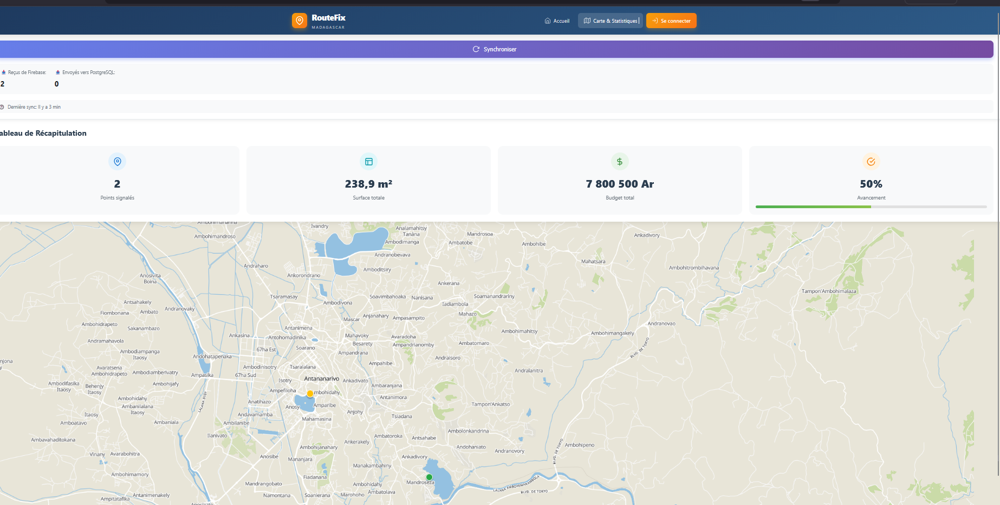 RouteFix
MADAGASCAR
Accueil
Carte & Statistiques
Se connecter
Synchroniser
Reçus de Firebase:
2
Envoyés vers PostgreSQL:
0
Dernière sync: Il y a 3 min
ableau de Récapitulation
2
Points signalés
238,9 m²
Surface totale
7 800 500 Ar
Budget total
50%
Avancement
Ambohimanarina
Ivandry
Analamahitsy
Tanàna
Ambohimandroso
Ambodimanga
Mandrosoa
Ambatobe
Ambohibe
Ankadivory
Andranobevava
Andraharo
Amboditsiry
Mahatsara
Ambohitrombihavana
Anosivita
Boina
Ankorondrano
Ankerana
Tampon'Ambohimalaza
Tsaramasay
Soavimbahoaka
Nanisana
Soamanandrariny
Antsahakely
Andranovaky
Ambodivona
Iadiambola
Fiombonana
Ambato
Mascar
Anjanahary
Ampasampito
Mahazo
Ambohidrapeto
Sakanambazo
Antanimena
Andranovao
Ankasina
Antohomadinika
Mahavoky
Avaradoha
Ambohimahitsy
Ambohimangakely
Andramahavola
Besarety
Ampandrianomby
Ambatomaro
67ha Est
Soarano
Ambodiampanga
Itaosy
Andohatapenaka
Ampandrana
Andraisoro
BLVD. DE TOKYO
njona
Avaratsena
Ambohidrapeto
Ambodinisotry
Tsaralalana
Ampahibe
Ambodiamberivatry
Ampasika
67ha Sud
Andralanitra
Ambodifasika
Itaosy
Behenjy
Itaosy
Ambohijafy
Isotry
Antananarivo
Ankadivato
Ambaranjana
Ampefiloha
mbohidahy
Ambohidahy
Ambanilalana
Itaosy
LALANA DIGY
Anatihazo
Anosy
Amparibe
Antanimora
Tampon'Ankatso
Itaosy
Andavamamba
Mahamasina
Anjohy
Tsiadana
Amboatavo
Ambaniala
Ambilanibe
Ambolonkandrina
Ambavahaditokana
Ilanivato
Ankerakely
Ambatoroka
Antsahabe
Ambohijanahary
Andohaniato
Andranovory
BLVD. DE TOKYO
Ambohipeno
Vinany
Avarabohitra
Anosibe
Mananjara
Ankadivory
Manakambahiny
Ambohimamory
Fiadanana
Mandrangobato
Ambohidahy
Mandroseza
LALANA AMBOHIMANAMBOLA
BLVD. DE TOKYO
Ampitatafika
Antanimenakely
Namontana
Soanierana
Marohoho
Ambatolava
Anosizato